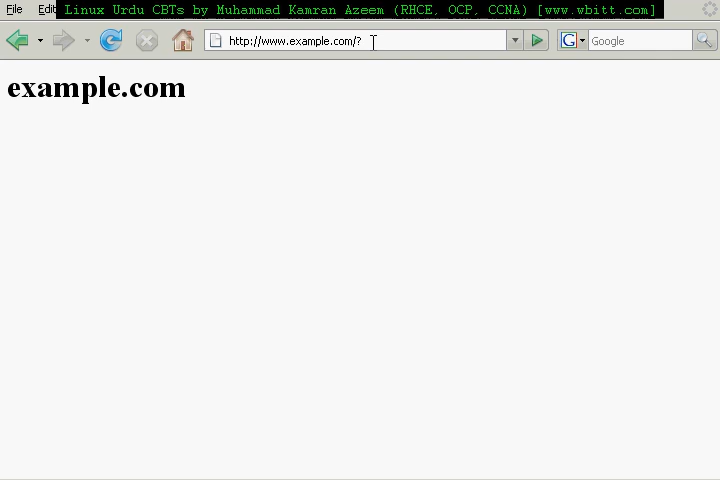 File Edit Linux Urdu CBTs by Muhammad Kamran Azeem (RHCE, OCP, CCNA) [www.wbitt.com]
http://www.example.com/? G Google
example.com